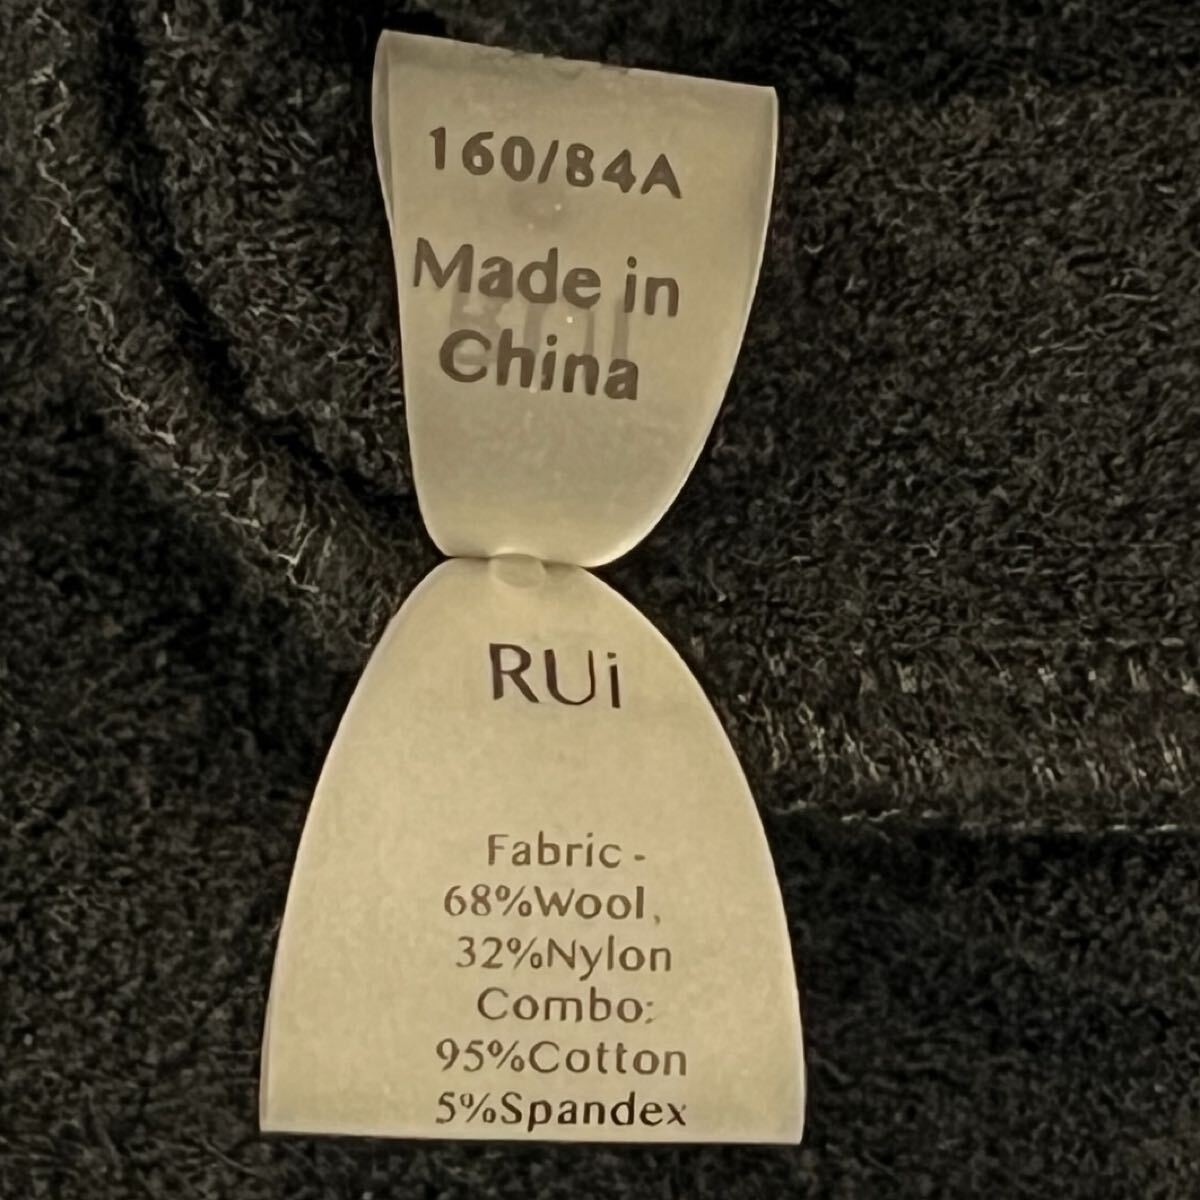 160/84A
Made in
China
RUi
Fabric -
68%Wool,
32%Nylon
Combo:
95%Cotton
5%Spandex